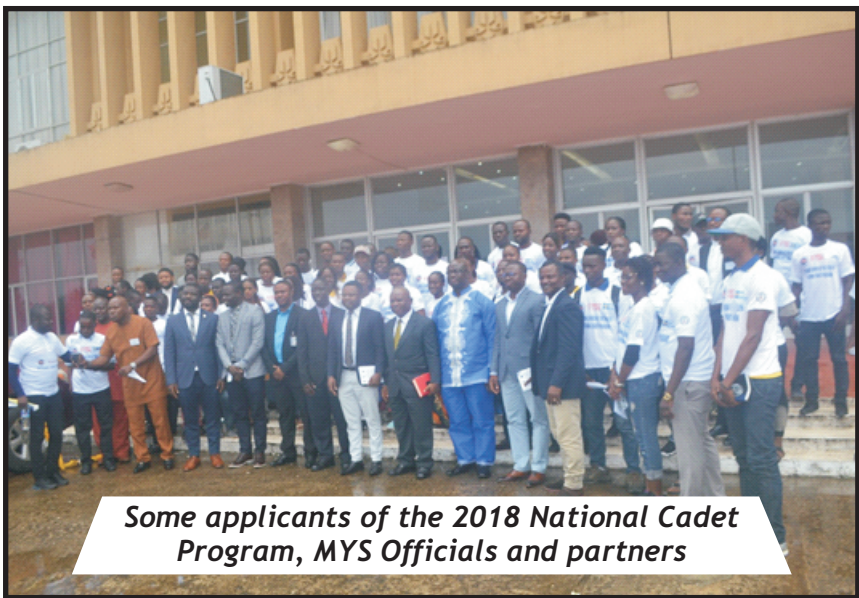 Some applicants of the 2018 National Cadet
Program, MYS Officials and partners